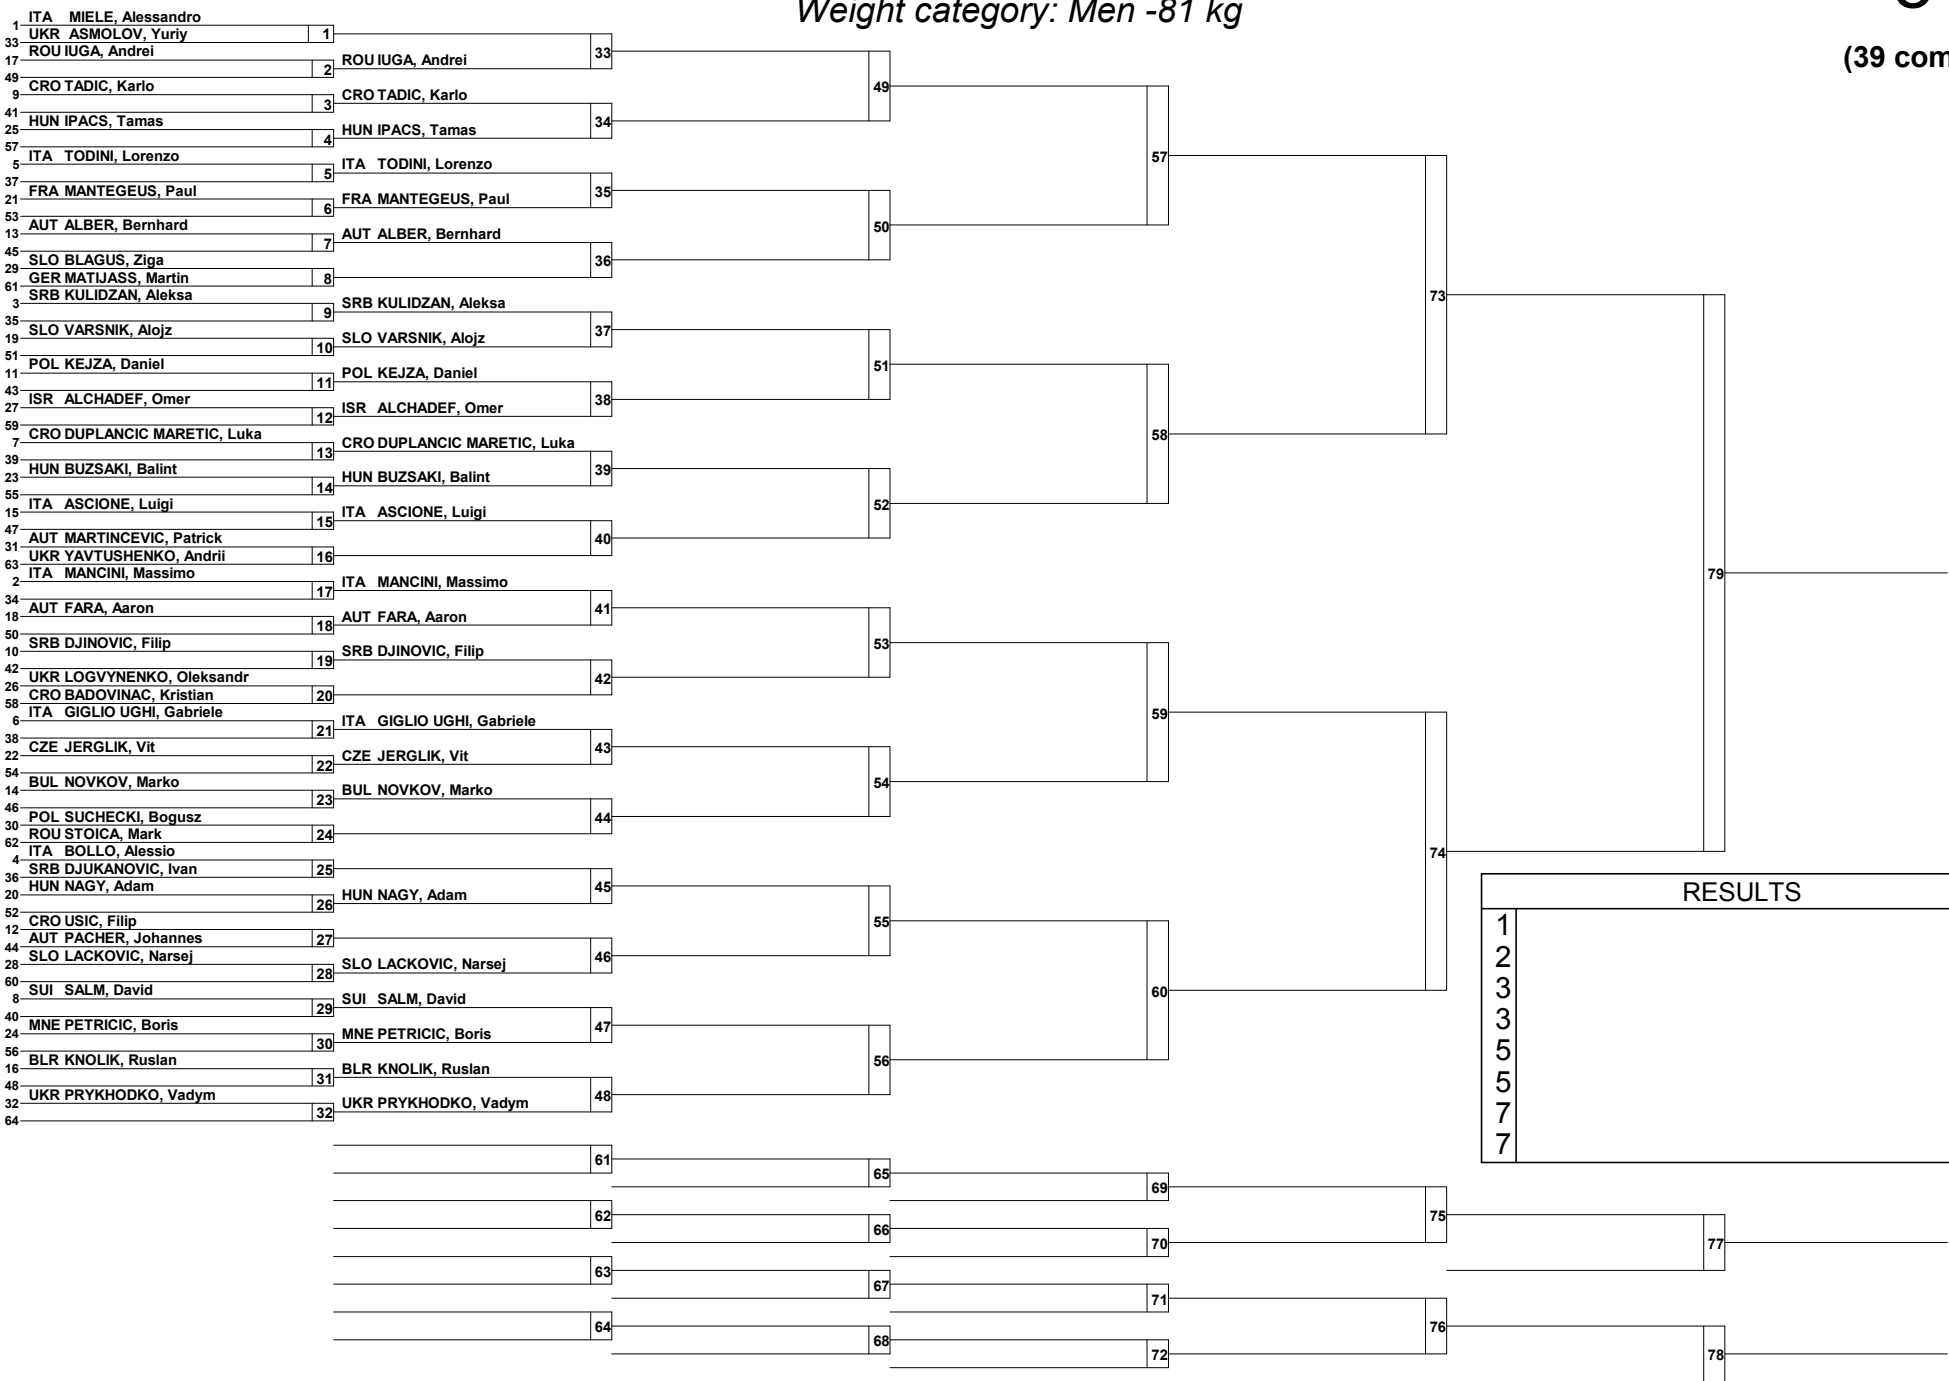 Weight category: Men -81 kg
(39 com
1 ITA MIELE, Alessandro
33 UKR ASMOLOV, Yuriy 1
17 ROU IUGA, Andrei
49 2 ROU IUGA, Andrei 33
9 CRO TADIC, Karlo
41 3 CRO TADIC, Karlo
25 HUN IPACS, Tamas
57 4 HUN IPACS, Tamas 34
49
5 ITA TODINI, Lorenzo
37 5 ITA TODINI, Lorenzo
21 FRA MANTEGEUS, Paul
53 6 FRA MANTEGEUS, Paul 35
13 AUT ALBER, Bernhard
45 7 AUT ALBER, Bernhard
29 SLO BLAGUS, Ziga
61 GER MATIJASS, Martin 8 36
50
57
3 SRB KULIDZAN, Aleksa
35 9 SRB KULIDZAN, Aleksa
19 SLO VARSNIK, Alojz
51 10 SLO VARSNIK, Alojz 37
11 POL KEJZA, Daniel
43 11 POL KEJZA, Daniel
27 ISR ALCHADEF, Omer
59 12 ISR ALCHADEF, Omer 38
51
7 CRO DUPLANCIC MARETIC, Luka
39 13 CRO DUPLANCIC MARETIC, Luka
23 HUN BUZSAKI, Balint
55 14 HUN BUZSAKI, Balint 39
15 ITA ASCIONE, Luigi
47 15 ITA ASCIONE, Luigi
31 AUT MARTINCEVIC, Patrick
63 UKR YAVTUSHENKO, Andrii 16 40
52
58
73
2 ITA MANCINI, Massimo
34 17 ITA MANCINI, Massimo
18 AUT FARA, Aaron
50 18 AUT FARA, Aaron 41
10 SRB DJINOVIC, Filip
42 19 SRB DJINOVIC, Filip
26 UKR LOGVYNENKO, Oleksandr
58 CRO BADOVINAC, Kristian 20 42
53
6 ITA GIGLIO UGHI, Gabriele
38 21 ITA GIGLIO UGHI, Gabriele
22 CZE JERGLIK, Vit
54 22 CZE JERGLIK, Vit 43
14 BUL NOVKOV, Marko
46 23 BUL NOVKOV, Marko
30 POL SUCHECKI, Bogusz
62 ROU STOICA, Mark 24 44
54
59
4 ITA BOLLO, Alessio
36 SRB DJUKANOVIC, Ivan 25
20 HUN NAGY, Adam
52 26 HUN NAGY, Adam 45
12 CRO USIC, Filip
44 AUT PACHER, Johannes 27
28 SLO LACKOVIC, Narsej
60 28 SLO LACKOVIC, Narsej 46
55
8 SUI SALM, David
40 29 SUI SALM, David
24 MNE PETRICIC, Boris
56 30 MNE PETRICIC, Boris 47
16 BLR KNOLIK, Ruslan
48 31 BLR KNOLIK, Ruslan
32 UKR PRYKHODKO, Vadym
64 32 UKR PRYKHODKO, Vadym 48
56
60
74
79
RESULTS
1
2
3
3
5
5
7
7
61 65 69
62 66 70 75 77
63 67 71
64 68 72 76 78